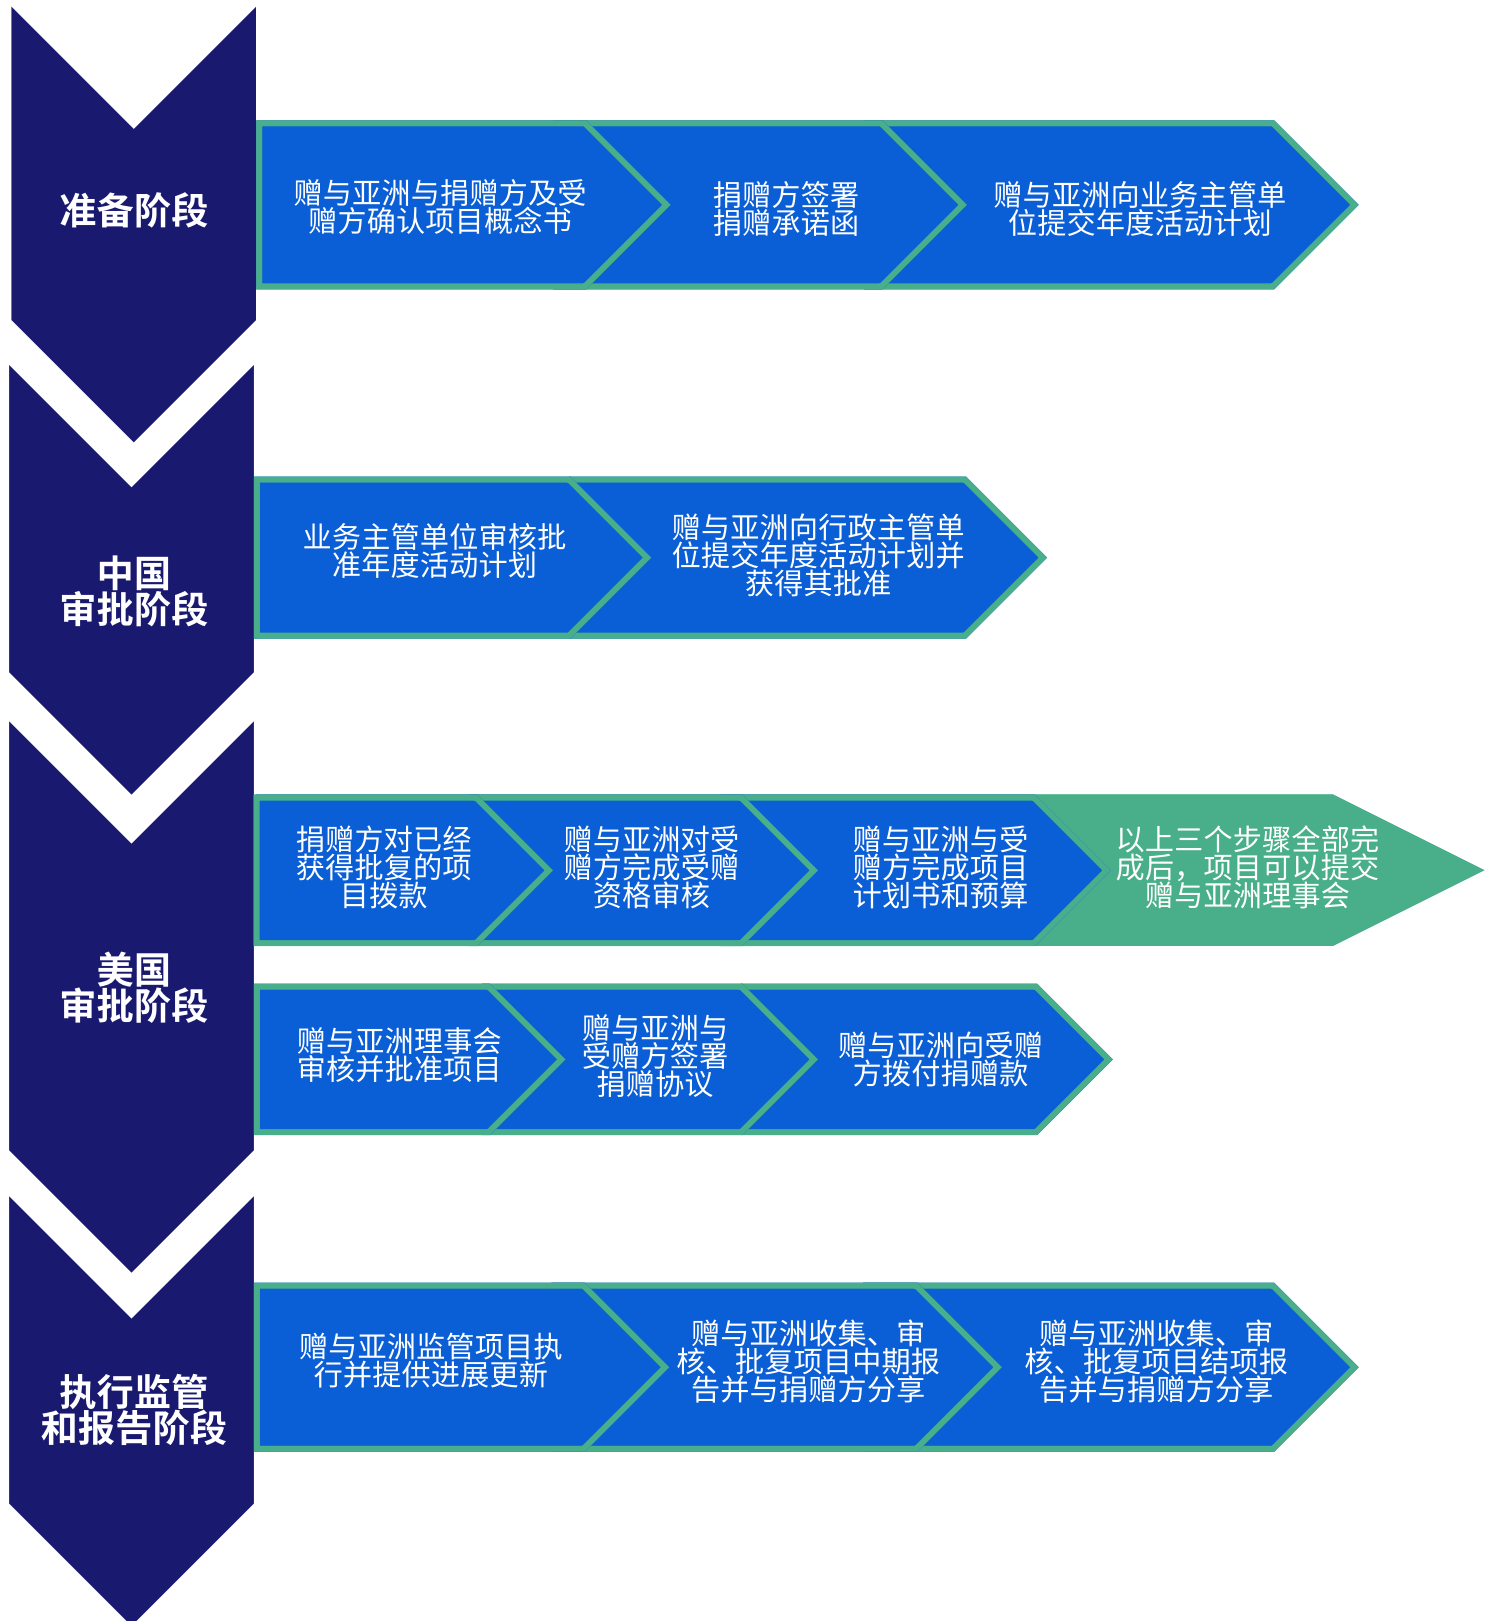 准备阶段
赠与亚洲与捐赠方及受
赠方确认项目概念书
捐赠方签署
捐赠承诺函
赠与亚洲向业务主管单
位提交年度活动计划
中国
审批阶段
业务主管单位审核批
准年度活动计划
赠与亚洲向行政主管单
位提交年度活动计划并
获得其批准
美国
审批阶段
捐赠方对已经
获得批复的项
目拨款
赠与亚洲对受
赠方完成受赠
资格审核
赠与亚洲与受
赠方完成项目
计划书和预算
以上三个步骤全部完
成后，项目可以提交
赠与亚洲理事会
赠与亚洲理事会
审核并批准项目
赠与亚洲与
受赠方签署
捐赠协议
赠与亚洲向受赠
方拨付捐赠款
执行监管
和报告阶段
赠与亚洲监管项目执
行并提供进展更新
赠与亚洲收集、审
核、批复项目中期报
告并与捐赠方分享
赠与亚洲收集、审
核、批复项目结项报
告并与捐赠方分享